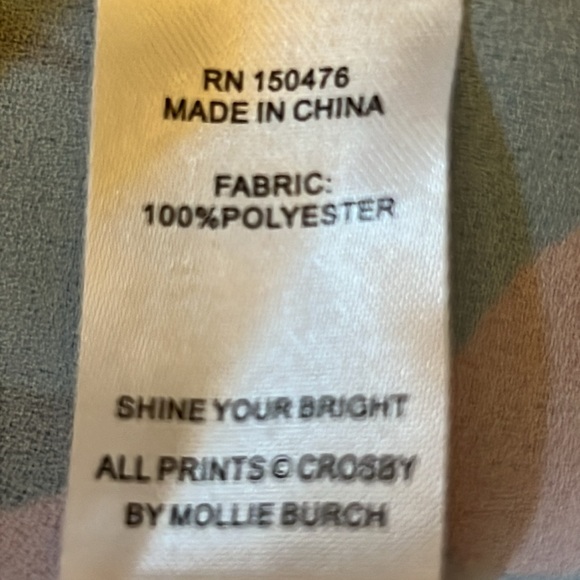 RN 150476
MADE IN CHINA
FABRIC:
100%POLYESTER
SHINE YOUR BRIGHT
ALL PRINTS © CROSBY
BY MOLLIE BURCH